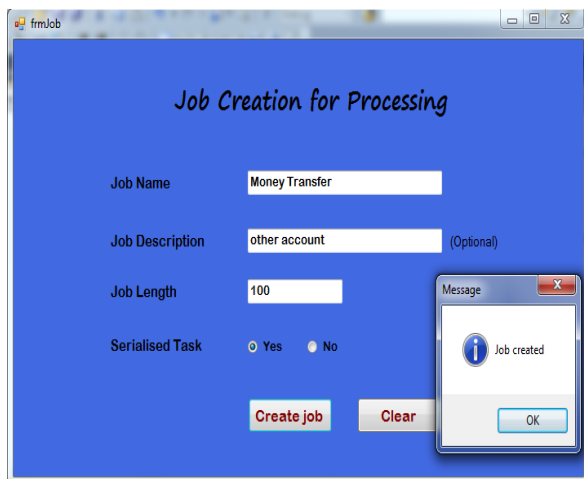 frmJob
Job Creation for Processing
Job Name Money Transfer
Job Description other account (Optional)
Job Length 100
Message
Serialised Task Yes No
Job created
Create job Clear
OK